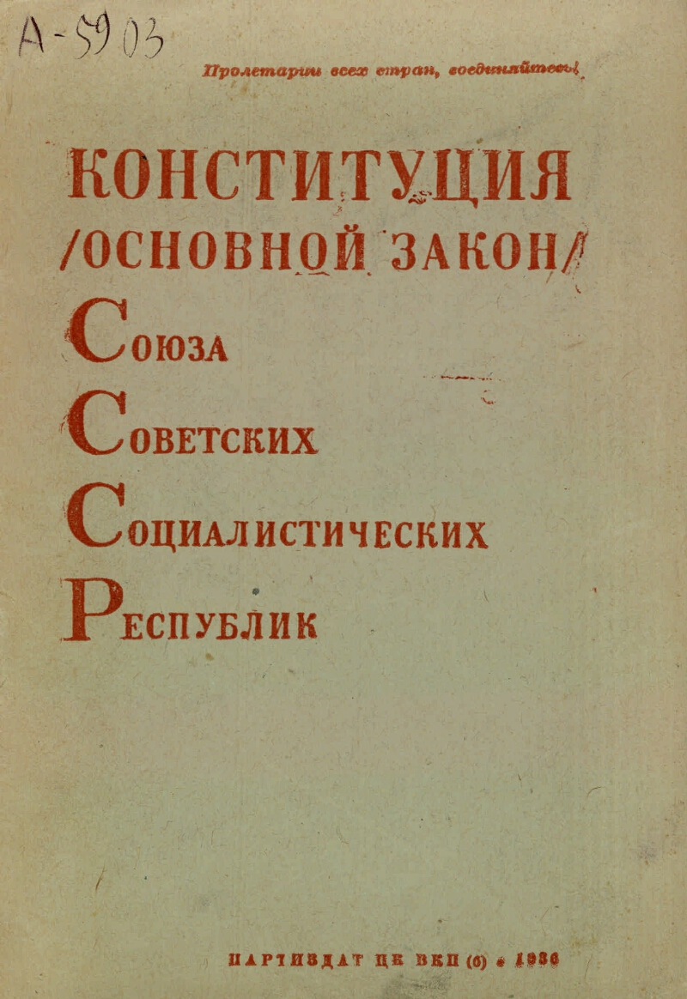 А-5903
Пролетарии всех стран, соединяйтесь!
КОНСТИТУЦИЯ
/ОСНОВНОЙ ЗАКОН/
СОЮЗА
СОВЕТСКИХ
СОЦИАЛИСТИЧЕСКИХ
РЕСПУБЛИК
ПАРТИЗДАТ ЦК ВКП(б) • 1936